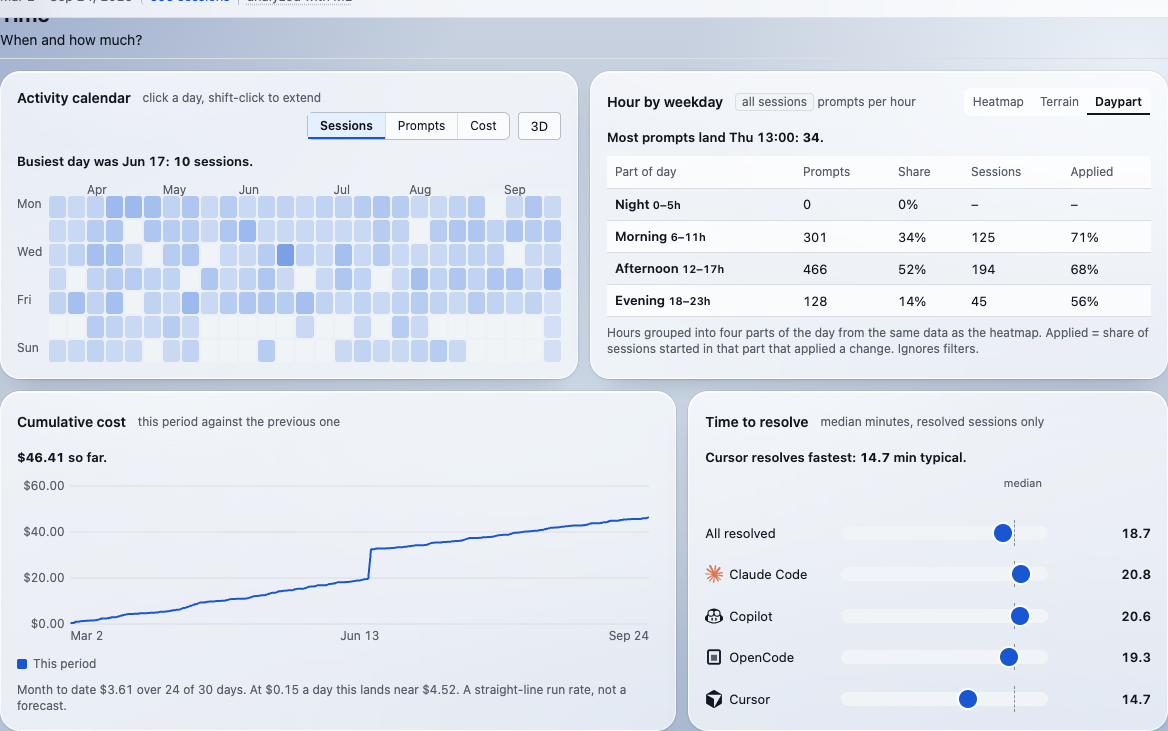 Time
When and how much?
Activity calendar click a day, shift-click to extend
Sessions Prompts Cost 3D
Busiest day was Jun 17: 10 sessions.
Apr May Jun Jul Aug Sep
Mon
Wed
Fri
Sun
Hour by weekday all sessions prompts per hour Heatmap Terrain Daypart
Most prompts land Thu 13:00: 34.
Part of day Prompts Share Sessions Applied
Night 0–5h 0 0% – –
Morning 6–11h 301 34% 125 71%
Afternoon 12–17h 466 52% 194 68%
Evening 18–23h 128 14% 45 56%
Hours grouped into four parts of the day from the same data as the heatmap. Applied = share of
sessions started in that part that applied a change. Ignores filters.
Cumulative cost this period against the previous one
$46.41 so far.
$60.00
$40.00
$20.00
$0.00
Mar 2 Jun 13 Sep 24
This period
Month to date $3.61 over 24 of 30 days. At $0.15 a day this lands near $4.52. A straight-line run rate, not a
forecast.
Time to resolve median minutes, resolved sessions only
Cursor resolves fastest: 14.7 min typical.
median
All resolved 18.7
Claude Code 20.8
Copilot 20.6
OpenCode 19.3
Cursor 14.7